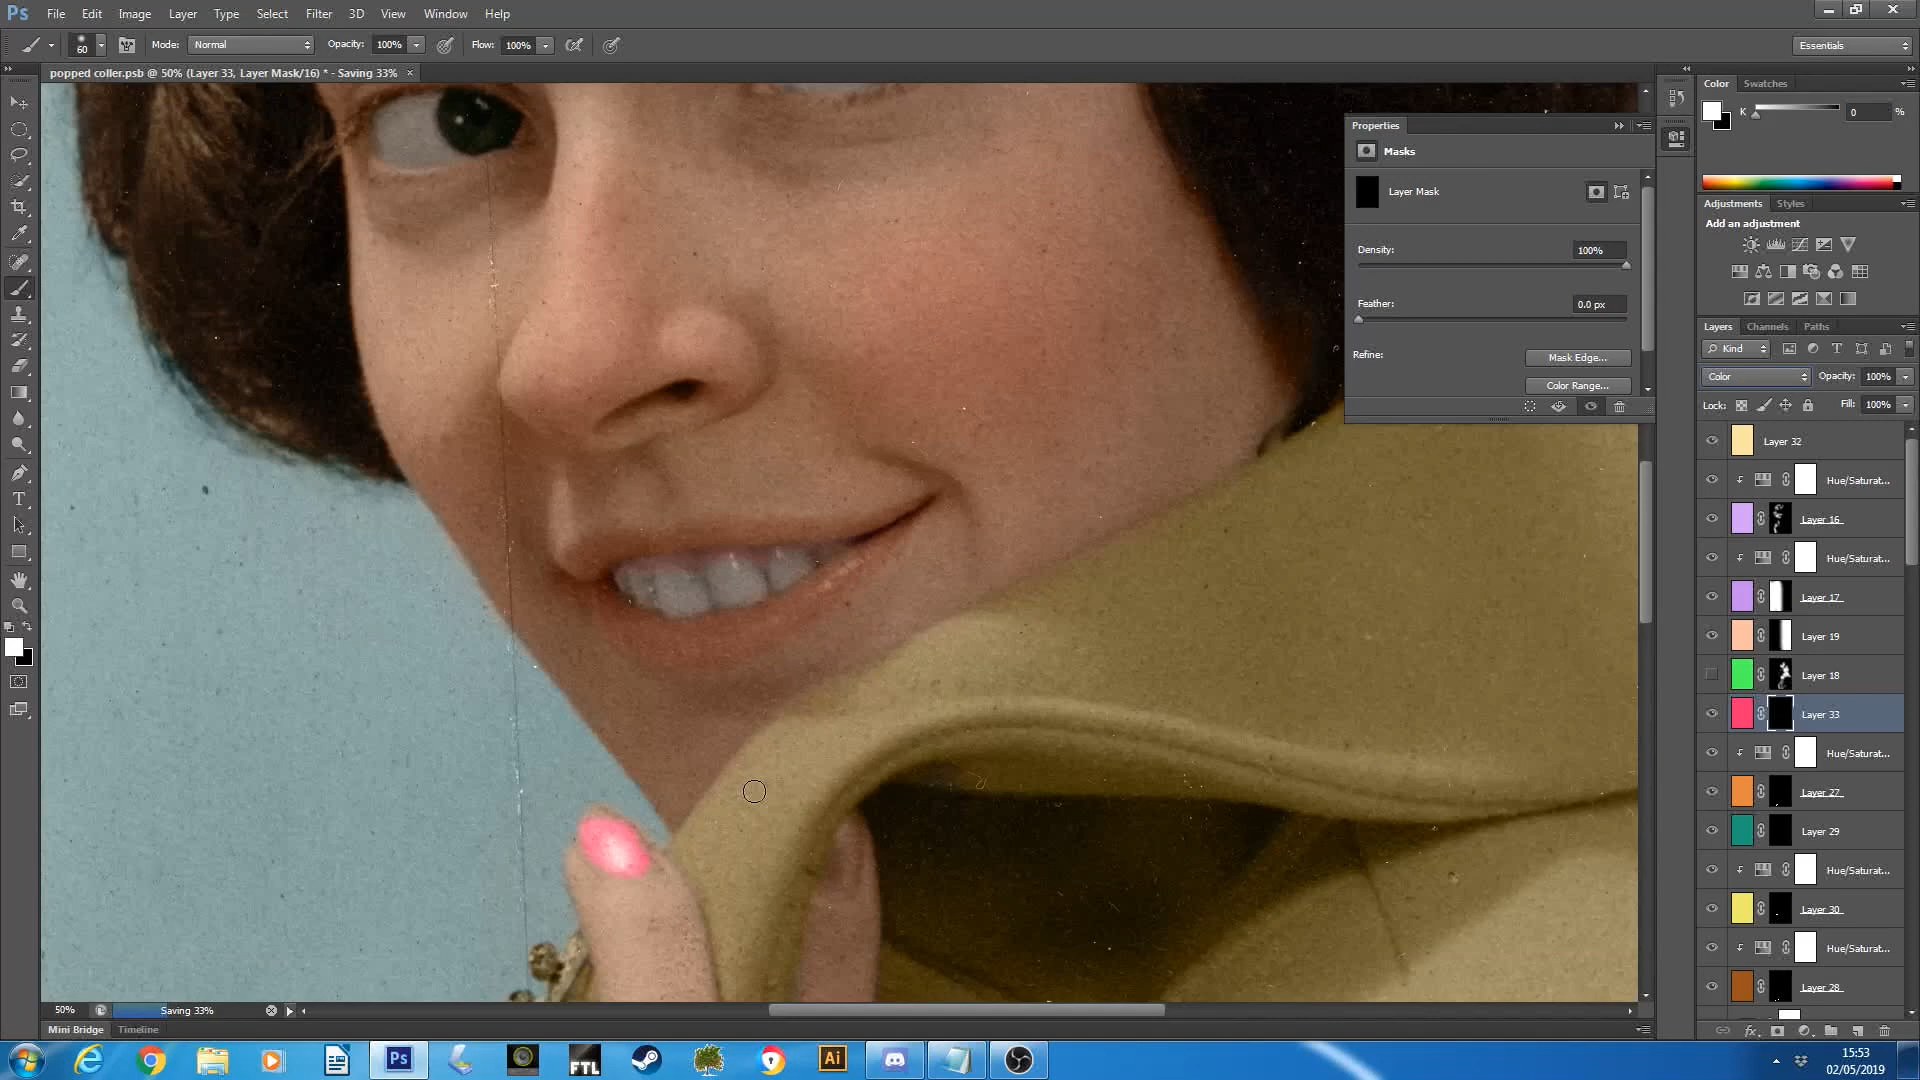 Ps File Edit Image Layer Type Select Filter 3D View Window Help
60 Mode: Normal Opacity: 100% Flow: 100% Essentials
popped coller.psb @ 50% (Layer 33, Layer Mask/16) * - Saving 33% ×
Color Swatches
K 0 %
Properties
Masks
Layer Mask
Density: 100%
Feather: 0.0 px
Refine: Mask Edge...
Color Range...
Adjustments Styles
Add an adjustment
Layers Channels Paths
Kind
Color Opacity: 100%
Lock: Fill: 100%
Layer 32
Hue/Saturat...
Layer 16
Hue/Saturat...
Layer 17
Layer 19
Layer 18
Layer 33
Hue/Saturat...
Layer 27
Layer 29
Hue/Saturat...
Layer 30
Hue/Saturat...
Layer 28
50% Saving 33%
Mini Bridge Timeline
Ps FTL Ai
15:53
02/05/2019